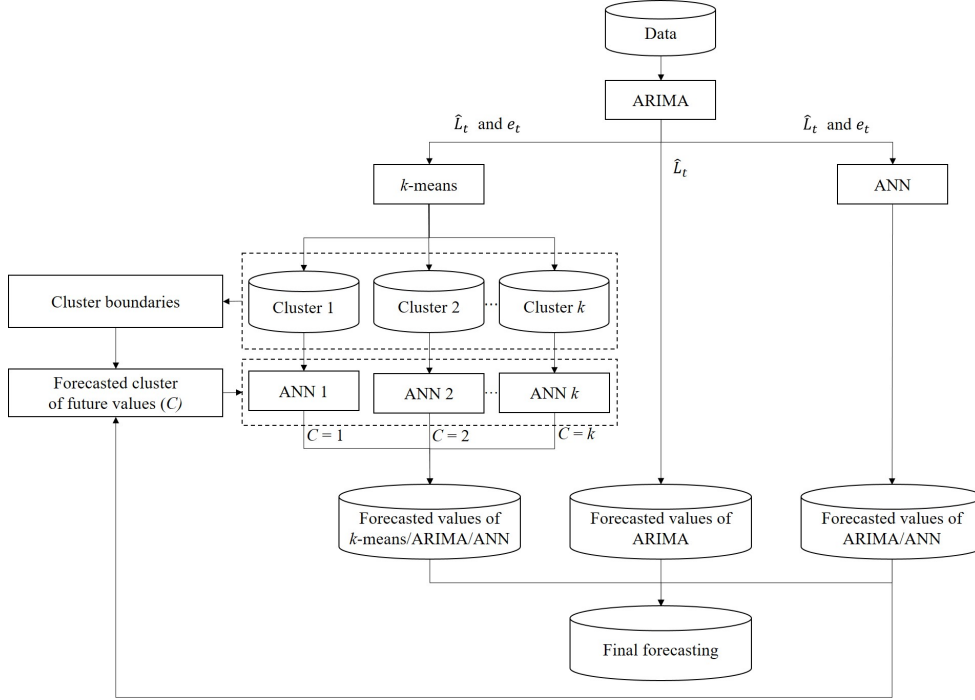 Data
ARIMA
L̂t and et
L̂t and et
L̂t
k-means
ANN
Cluster boundaries
Cluster 1
Cluster 2
...
Cluster k
Forecasted cluster
of future values (C)
ANN 1
ANN 2
...
ANN k
C = 1
C = 2
C = k
Forecasted values of
k-means/ARIMA/ANN
Forecasted values of
ARIMA
Forecasted values of
ARIMA/ANN
Final forecasting